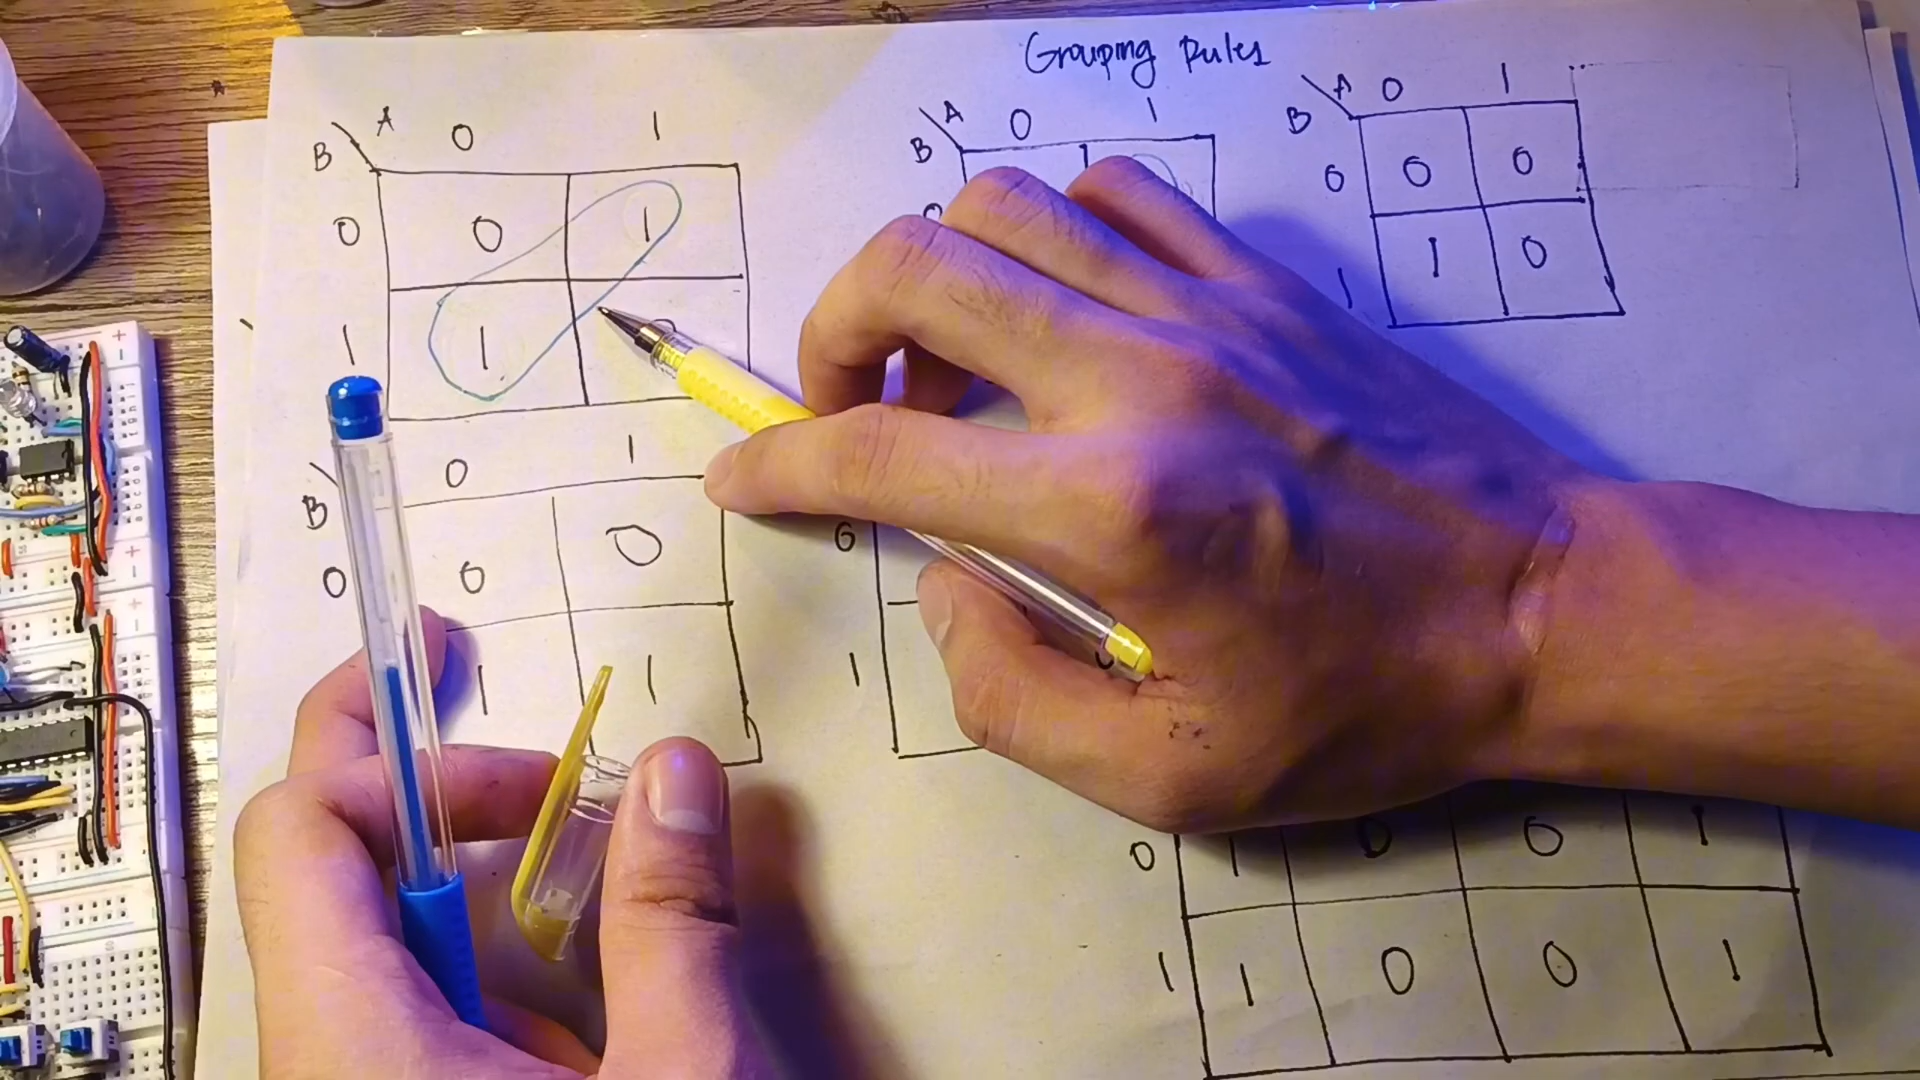 Grouping Rules
A 0 1
B
0 0 1
1 1
A 0 1
B
A 0 1
B
0 0 0
1 1 0
0 1
B
0 0 0
1 1
0
1
0 1 0 0 1
1 1 0 0 1